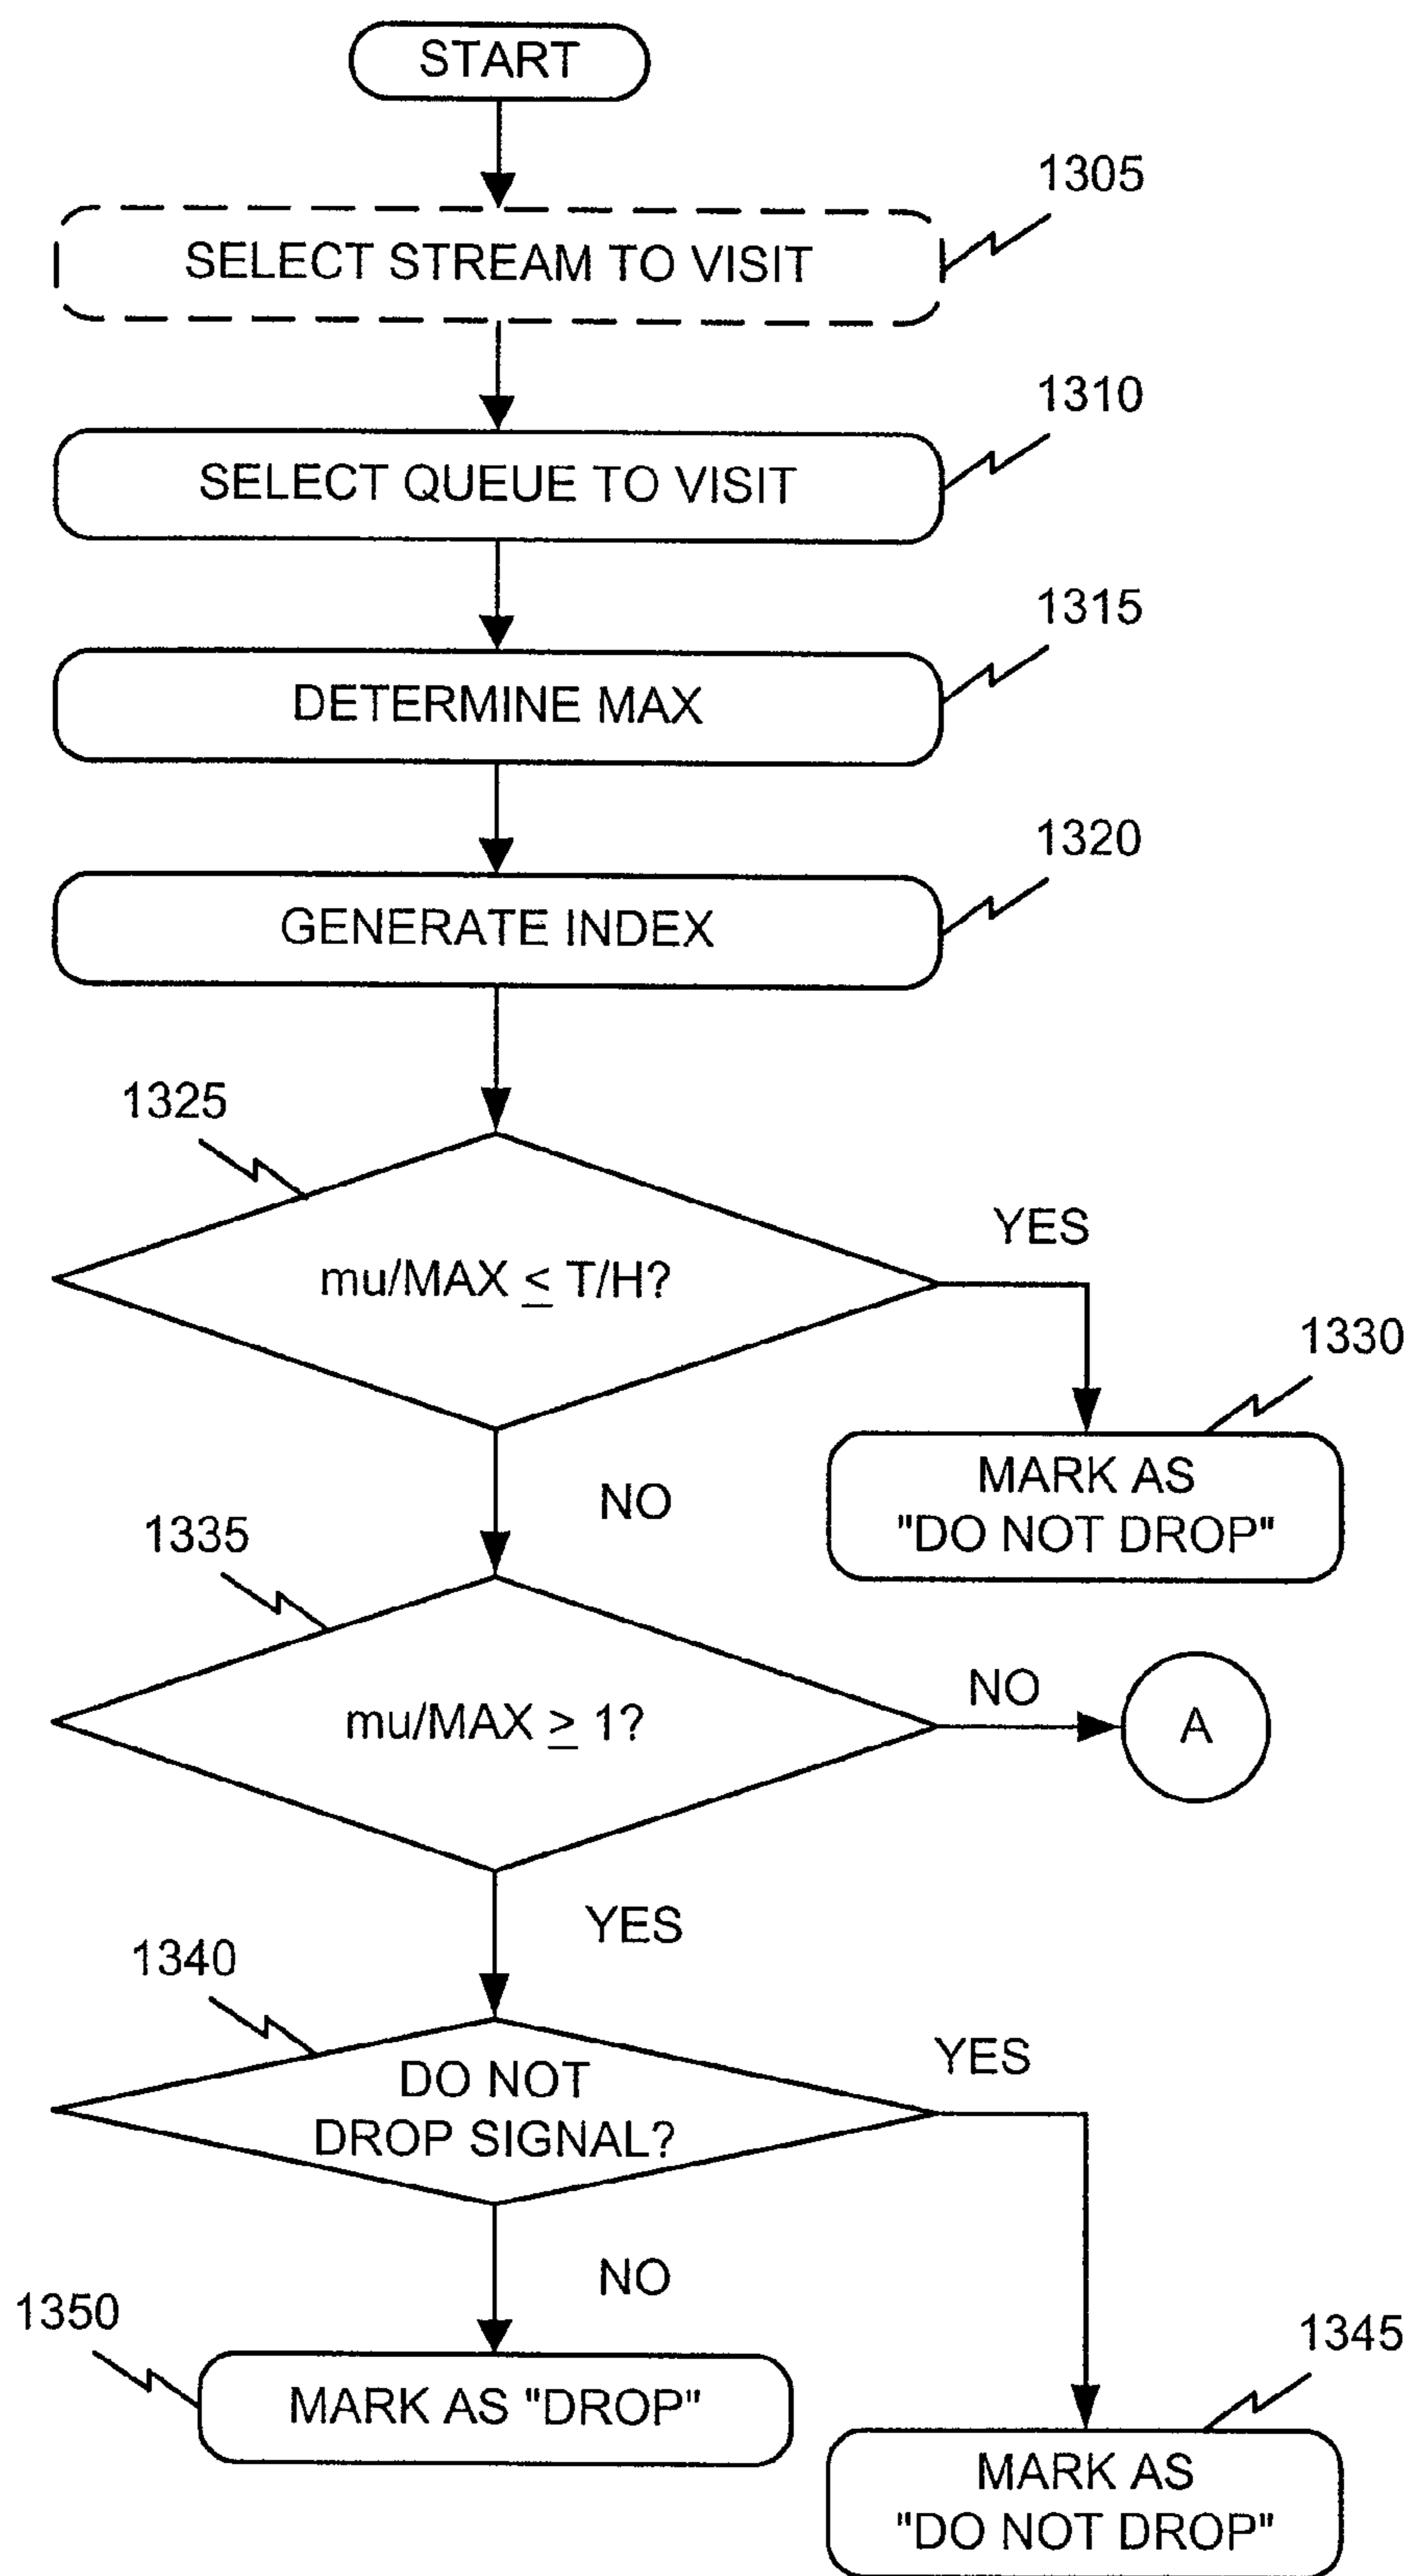 START
1305
SELECT STREAM TO VISIT
1310
SELECT QUEUE TO VISIT
1315
DETERMINE MAX
1320
GENERATE INDEX
1325
mu/MAX ≤ T/H?
YES
1330
MARK AS
"DO NOT DROP"
NO
1335
mu/MAX ≥ 1?
NO
A
YES
1340
DO NOT
DROP SIGNAL?
YES
NO
1350
MARK AS "DROP"
1345
MARK AS
"DO NOT DROP"